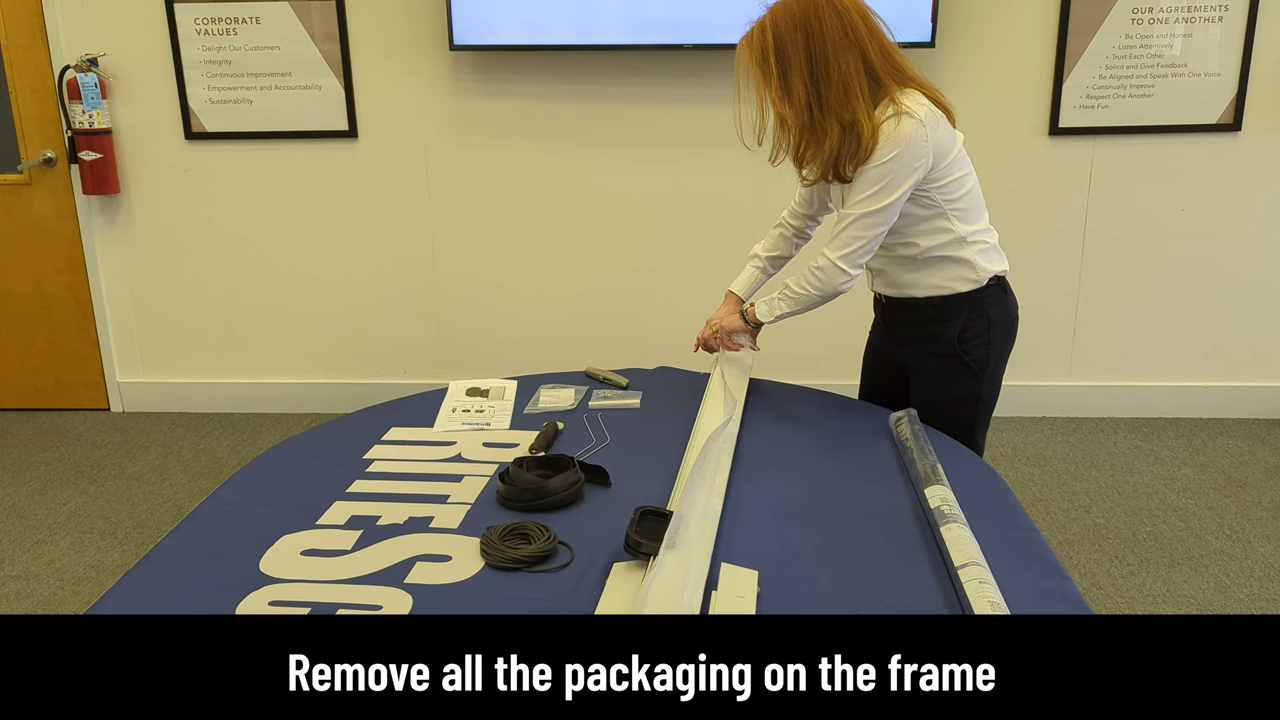 CORPORATE
VALUES
• Delight Our Customers
• Integrity
• Continuous Improvement
• Empowerment and Accountability
• Sustainability
OUR AGREEMENTS
TO ONE ANOTHER
• Be Open and Honest
• Listen Attentively
• Trust Each Other
• Solicit and Give Feedback
• Be Aligned and Speak With One Voice
• Continually Improve
• Respect One Another
• Have Fun
RITESC
Remove all the packaging on the frame